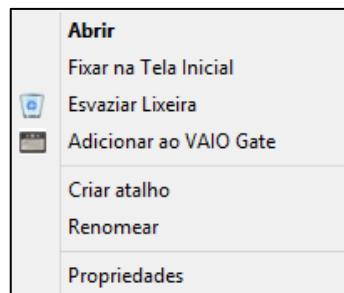 Abrir
Fixar na Tela Inicial
Esvaziar Lixeira
Adicionar ao VAIO Gate
Criar atalho
Renomear
Propriedades